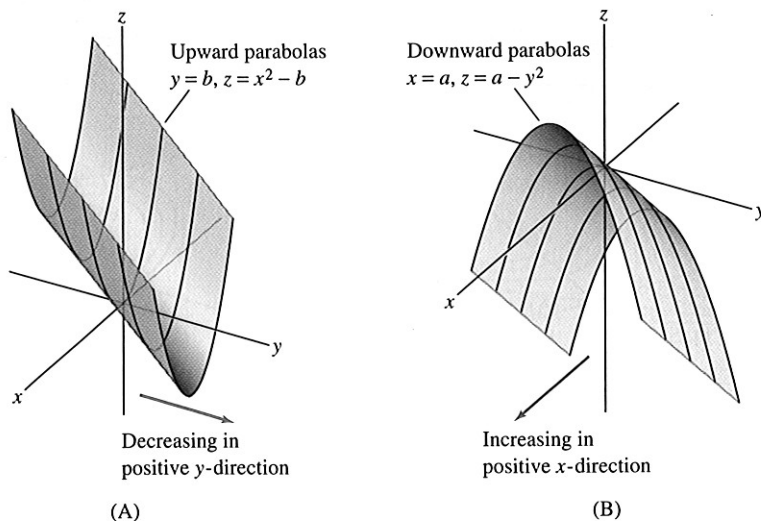 z
Upward parabolas
y = b, z = x² − b
y
x
Decreasing in
positive y-direction
(A)
z
Downward parabolas
x = a, z = a − y²
y
x
Increasing in
positive x-direction
(B)